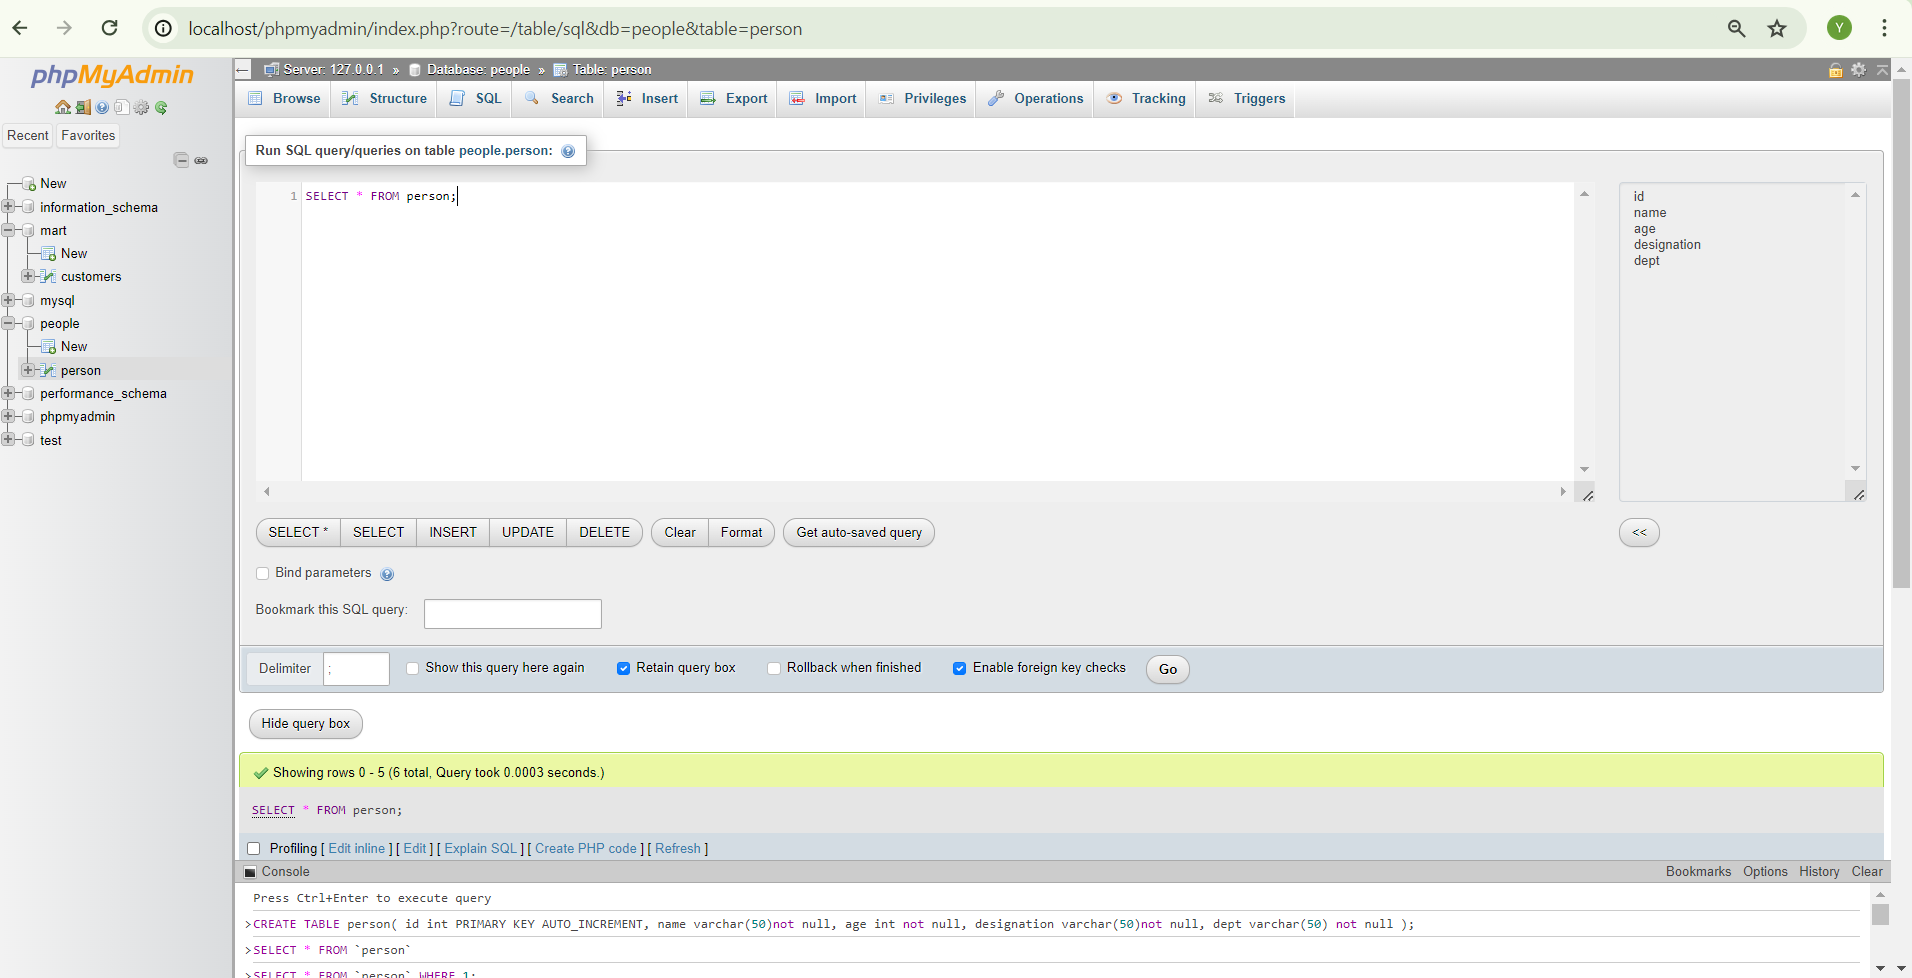 localhost/phpmyadmin/index.php?route=/table/sql&db=people&table=person
Y
phpMyAdmin
Recent
Favorites
New
information_schema
mart
New
customers
mysql
people
New
person
performance_schema
phpmyadmin
test
Server: 127.0.0.1 » Database: people » Table: person
Browse Structure SQL Search Insert Export Import Privileges Operations Tracking Triggers
Run SQL query/queries on table people.person:
1 SELECT * FROM person;
id
name
age
designation
dept
SELECT * SELECT INSERT UPDATE DELETE Clear Format Get auto-saved query <<
Bind parameters
Bookmark this SQL query:
Delimiter ; Show this query here again Retain query box Rollback when finished Enable foreign key checks Go
Hide query box
Showing rows 0 - 5 (6 total, Query took 0.0003 seconds.)
SELECT * FROM person;
Profiling [ Edit inline ] [ Edit ] [ Explain SQL ] [ Create PHP code ] [ Refresh ]
Console Bookmarks Options History Clear
Press Ctrl+Enter to execute query
>CREATE TABLE person( id int PRIMARY KEY AUTO_INCREMENT, name varchar(50)not null, age int not null, designation varchar(50)not null, dept varchar(50) not null );
>SELECT * FROM `person`
>SELECT * FROM `person` WHERE 1;